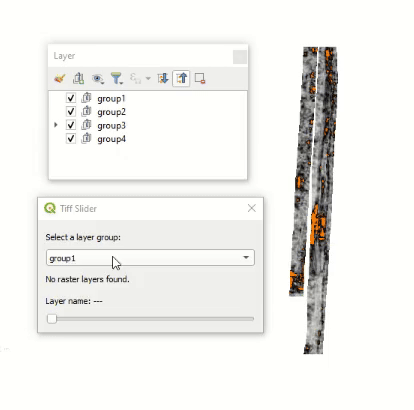 Layer
group1
group2
group3
group4
Tiff Slider
Select a layer group:
group1
No raster layers found.
Layer name: ---